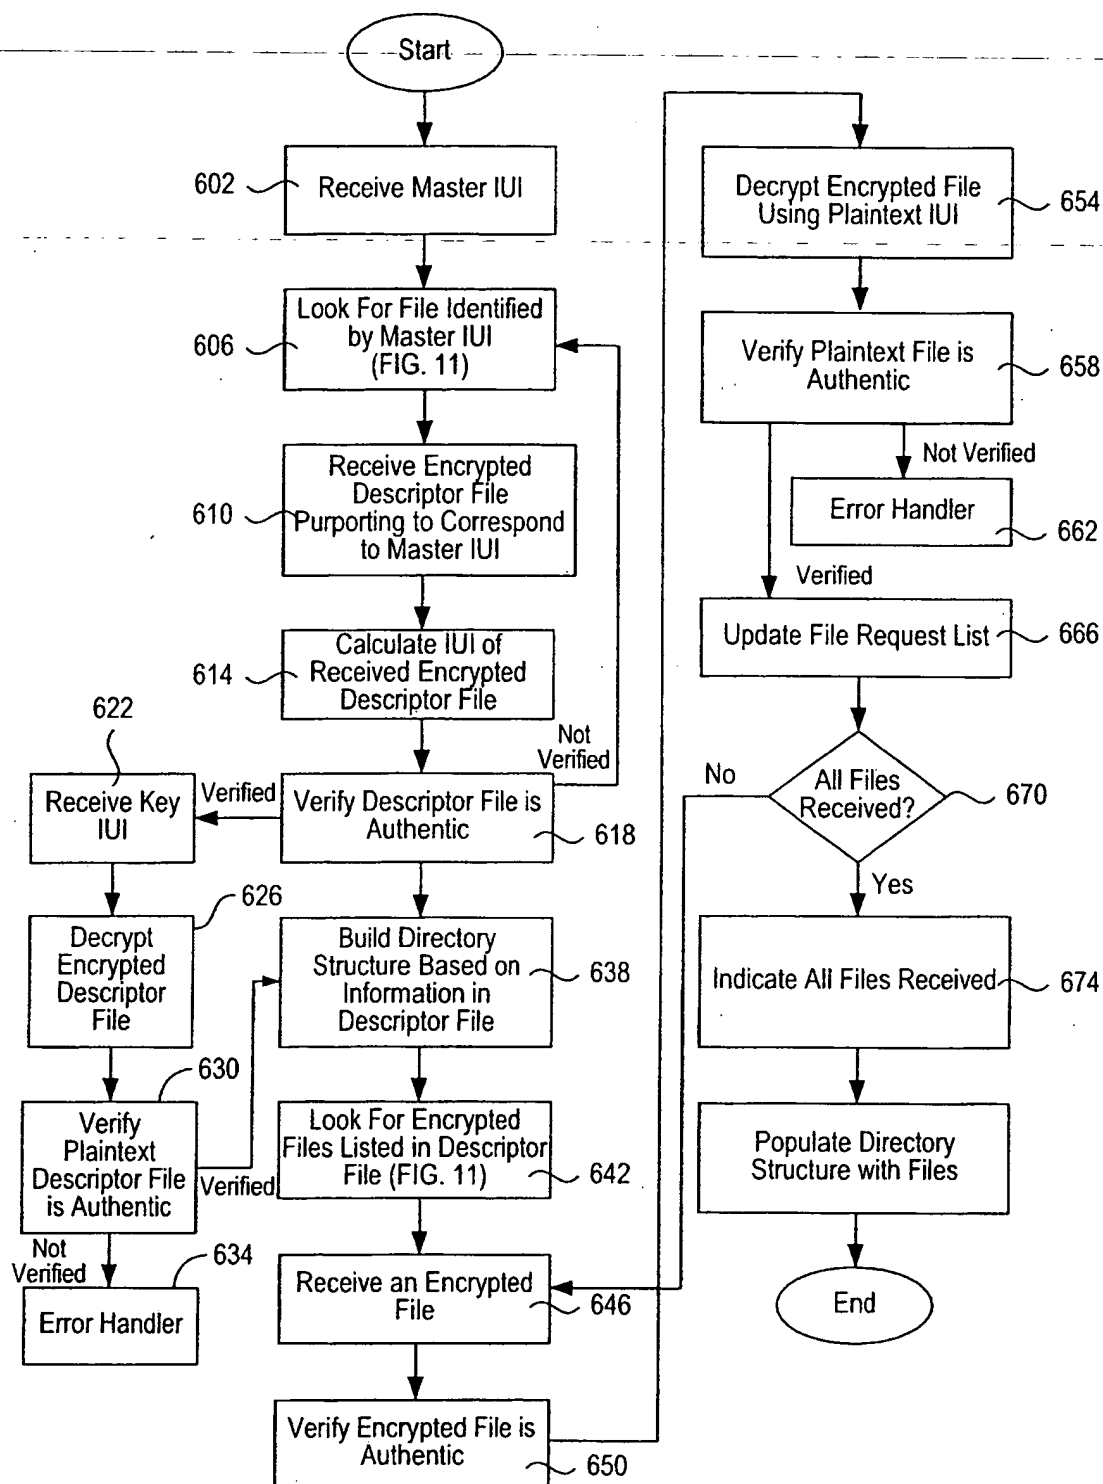 Start
602
Receive Master IUI
606
Look For File Identified
by Master IUI
(FIG. 11)
610
Receive Encrypted
Descriptor File
Purporting to Correspond
to Master IUI
614
Calculate IUI of
Received Encrypted
Descriptor File
Not
Verified
Verify Descriptor File is
Authentic
618
Verified
622
Receive Key
IUI
626
Decrypt
Encrypted
Descriptor
File
630
Verify
Plaintext
Descriptor File
is Authentic
Verified
Not
Verified
634
Error Handler
Build Directory
Structure Based on
Information in
Descriptor File
638
Look For Encrypted
Files Listed in Descriptor
File (FIG. 11)
642
Receive an Encrypted
File
646
Verify Encrypted File is
Authentic
650
Decrypt Encrypted File
Using Plaintext IUI
654
Verify Plaintext File is
Authentic
658
Not Verified
Error Handler
662
Verified
Update File Request List
666
All Files
Received?
670
No
Yes
Indicate All Files Received
674
Populate Directory
Structure with Files
End